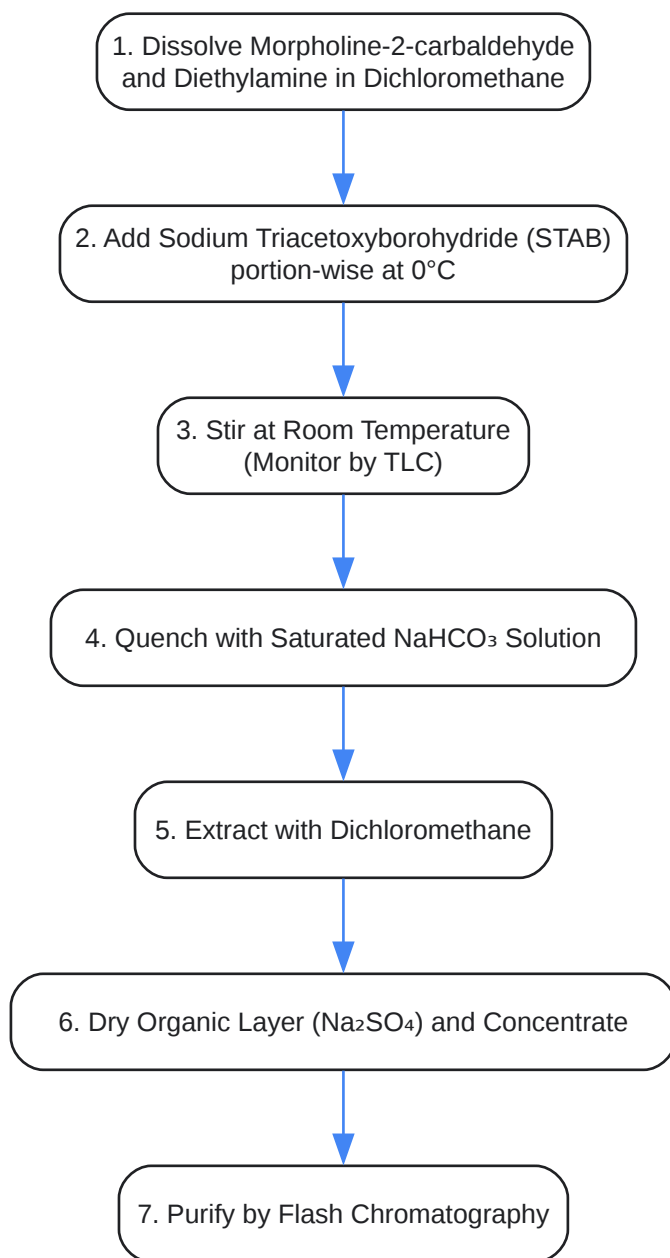 1. Dissolve Morpholine-2-carbaldehyde
and Diethylamine in Dichloromethane
2. Add Sodium Triacetoxyborohydride (STAB)
portion-wise at 0°C
3. Stir at Room Temperature
(Monitor by TLC)
4. Quench with Saturated NaHCO₃ Solution
5. Extract with Dichloromethane
6. Dry Organic Layer (Na₂SO₄) and Concentrate
7. Purify by Flash Chromatography